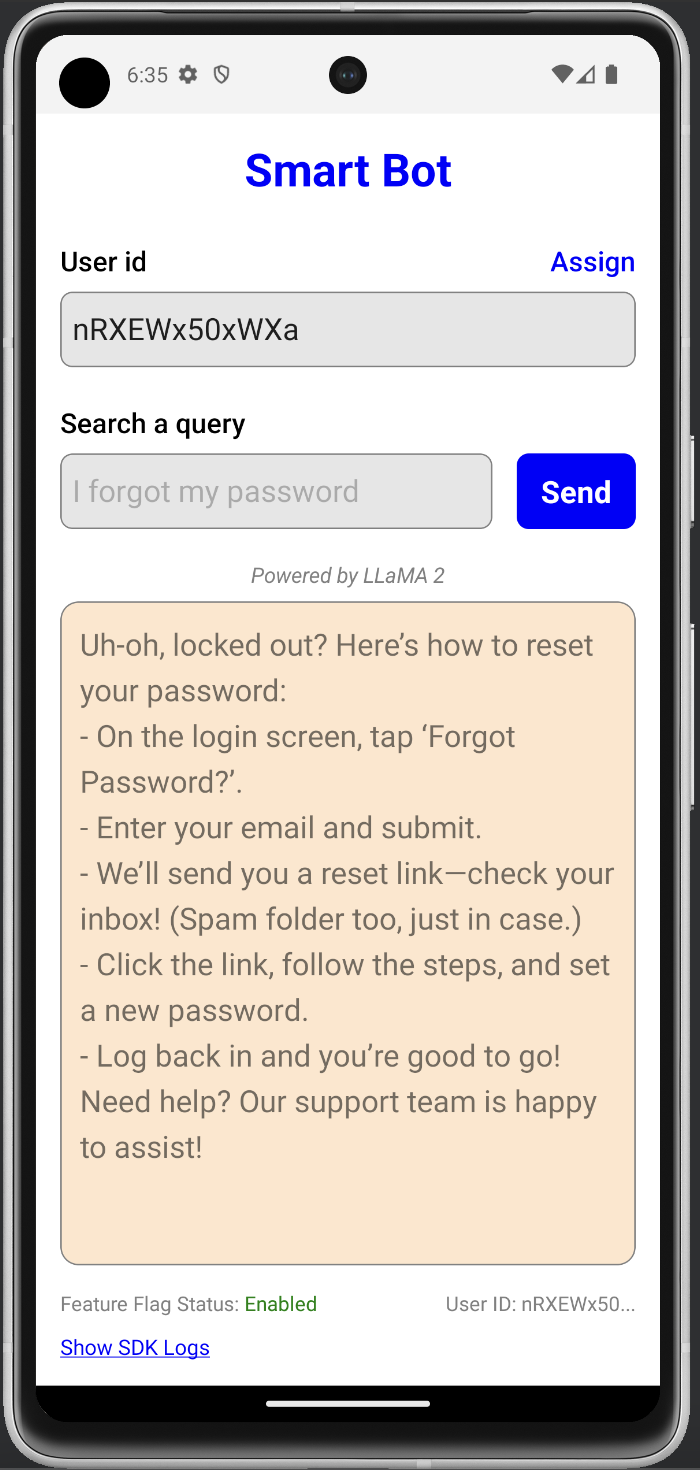 6:35
Smart Bot
User id
Assign
nRXEWx50xWXa
Search a query
I forgot my password
Send
Powered by LLaMA 2
Uh-oh, locked out? Here’s how to reset
your password:
- On the login screen, tap ‘Forgot
Password?’.
- Enter your email and submit.
- We’ll send you a reset link—check your
inbox! (Spam folder too, just in case.)
- Click the link, follow the steps, and set
a new password.
- Log back in and you’re good to go!
Need help? Our support team is happy
to assist!
Feature Flag Status: Enabled
User ID: nRXEWx50...
Show SDK Logs